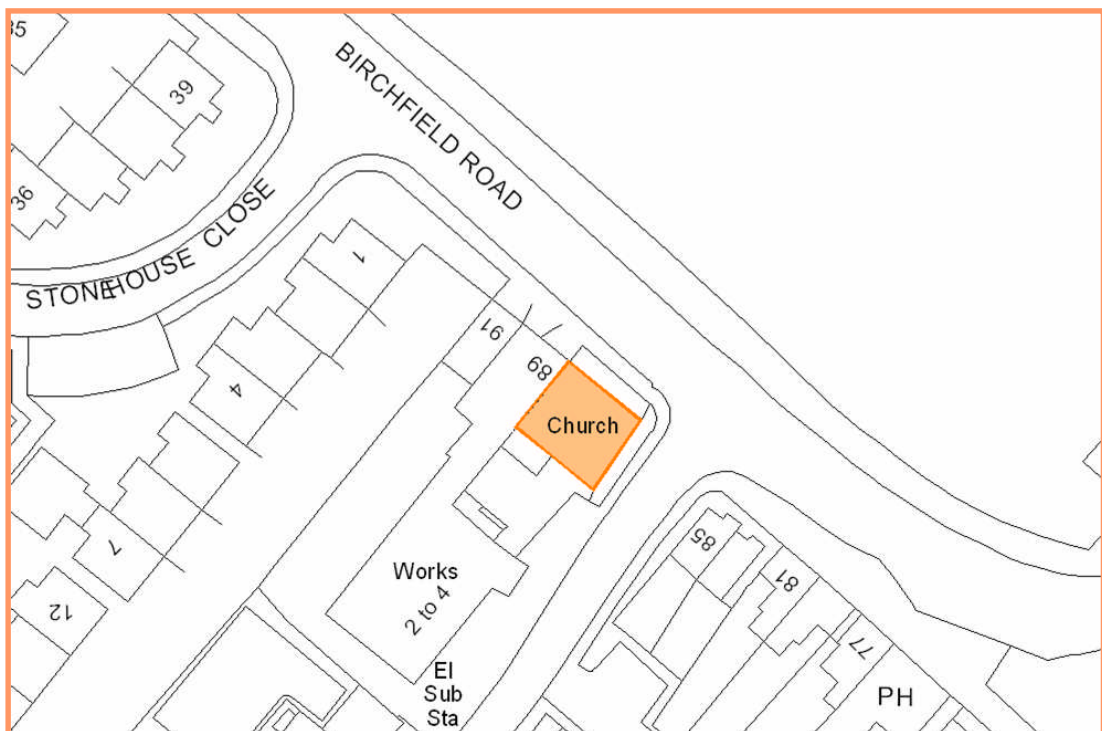 35
39
BIRCHFIELD ROAD
36
STONEHOUSE CLOSE
1
91
89
4
Church
85
7
Works
81
2 to 4
12
77
El
Sub
Sta
PH